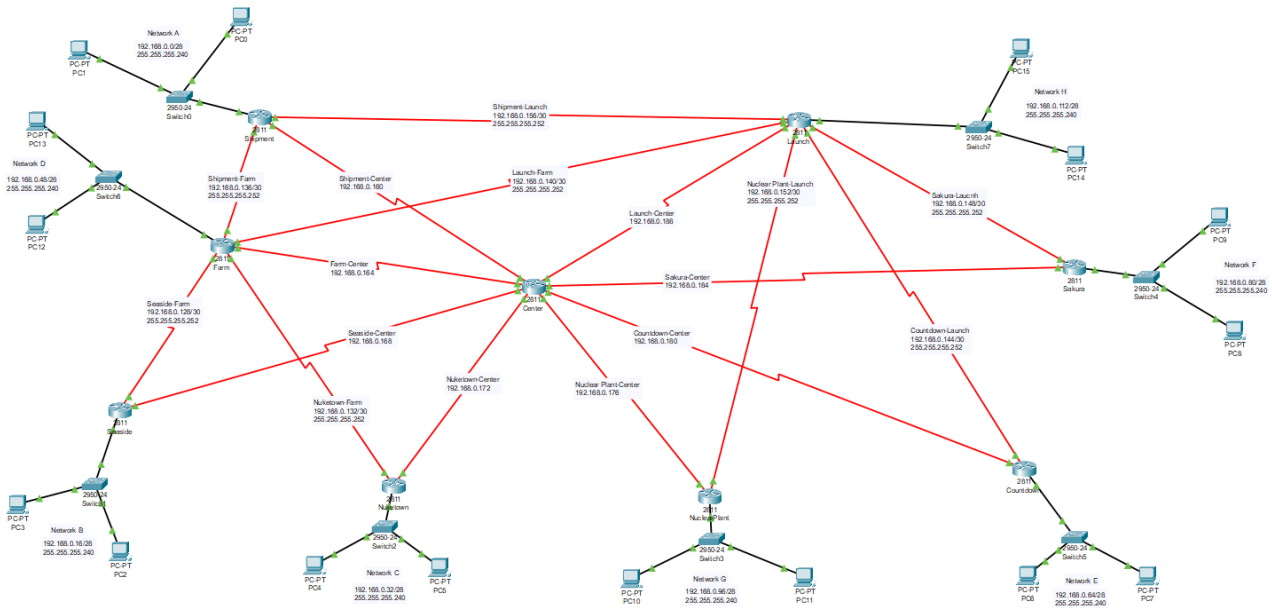 Network A
192.168.0.0/28
255.255.255.240
PC-PT
PC0
PC-PT
PC1
2950-24
Switch0
2811
Shipment
Shipment-Launch
192.168.0.156/30
255.255.255.252
2811
Launch
PC-PT
PC15
Network H
192.168.0.112/28
255.255.255.240
2950-24
Switch7
PC-PT
PC14
PC-PT
PC13
Network D
192.168.0.48/28
255.255.255.240
2950-24
Switch6
PC-PT
PC12
Shipment-Farm
192.168.0.136/30
255.255.255.252
Shipment-Center
192.168.0.160
Launch-Farm
192.168.0.140/30
255.255.255.252
Nuclear Plant-Launch
192.168.0.152/30
255.255.255.252
Launch-Center
192.168.0.188
Sakura-Laucnh
192.168.0.148/30
255.255.255.252
PC-PT
PC9
2811
Farm
Farm-Center
192.168.0.164
2811
Center
Sakura-Center
192.168.0.184
2811
Sakura
2950-24
Switch4
Network F
192.168.0.80/28
255.255.255.240
PC-PT
PC8
Seaside-Farm
192.168.0.128/30
255.255.255.252
Seaside-Center
192.168.0.168
Countdown-Center
192.168.0.180
Countdown-Launch
192.168.0.144/30
255.255.255.252
Nuketown-Center
192.168.0.172
Nuclear Plant-Center
192.168.0.176
Nuketown-Farm
192.168.0.132/30
255.255.255.252
2811
Seaside
2950-24
Switch1
PC-PT
PC3
Network B
192.168.0.16/28
255.255.255.240
PC-PT
PC2
2811
Nuketown
2950-24
Switch2
PC-PT
PC4
Network C
192.168.0.32/28
255.255.255.240
PC-PT
PC5
2811
NuclearPlant
2950-24
Switch3
PC-PT
PC10
Network G
192.168.0.96/28
255.255.255.240
PC-PT
PC11
2811
Countdown
2950-24
Switch5
PC-PT
PC6
Network E
192.168.0.64/28
255.255.255.240
PC-PT
PC7